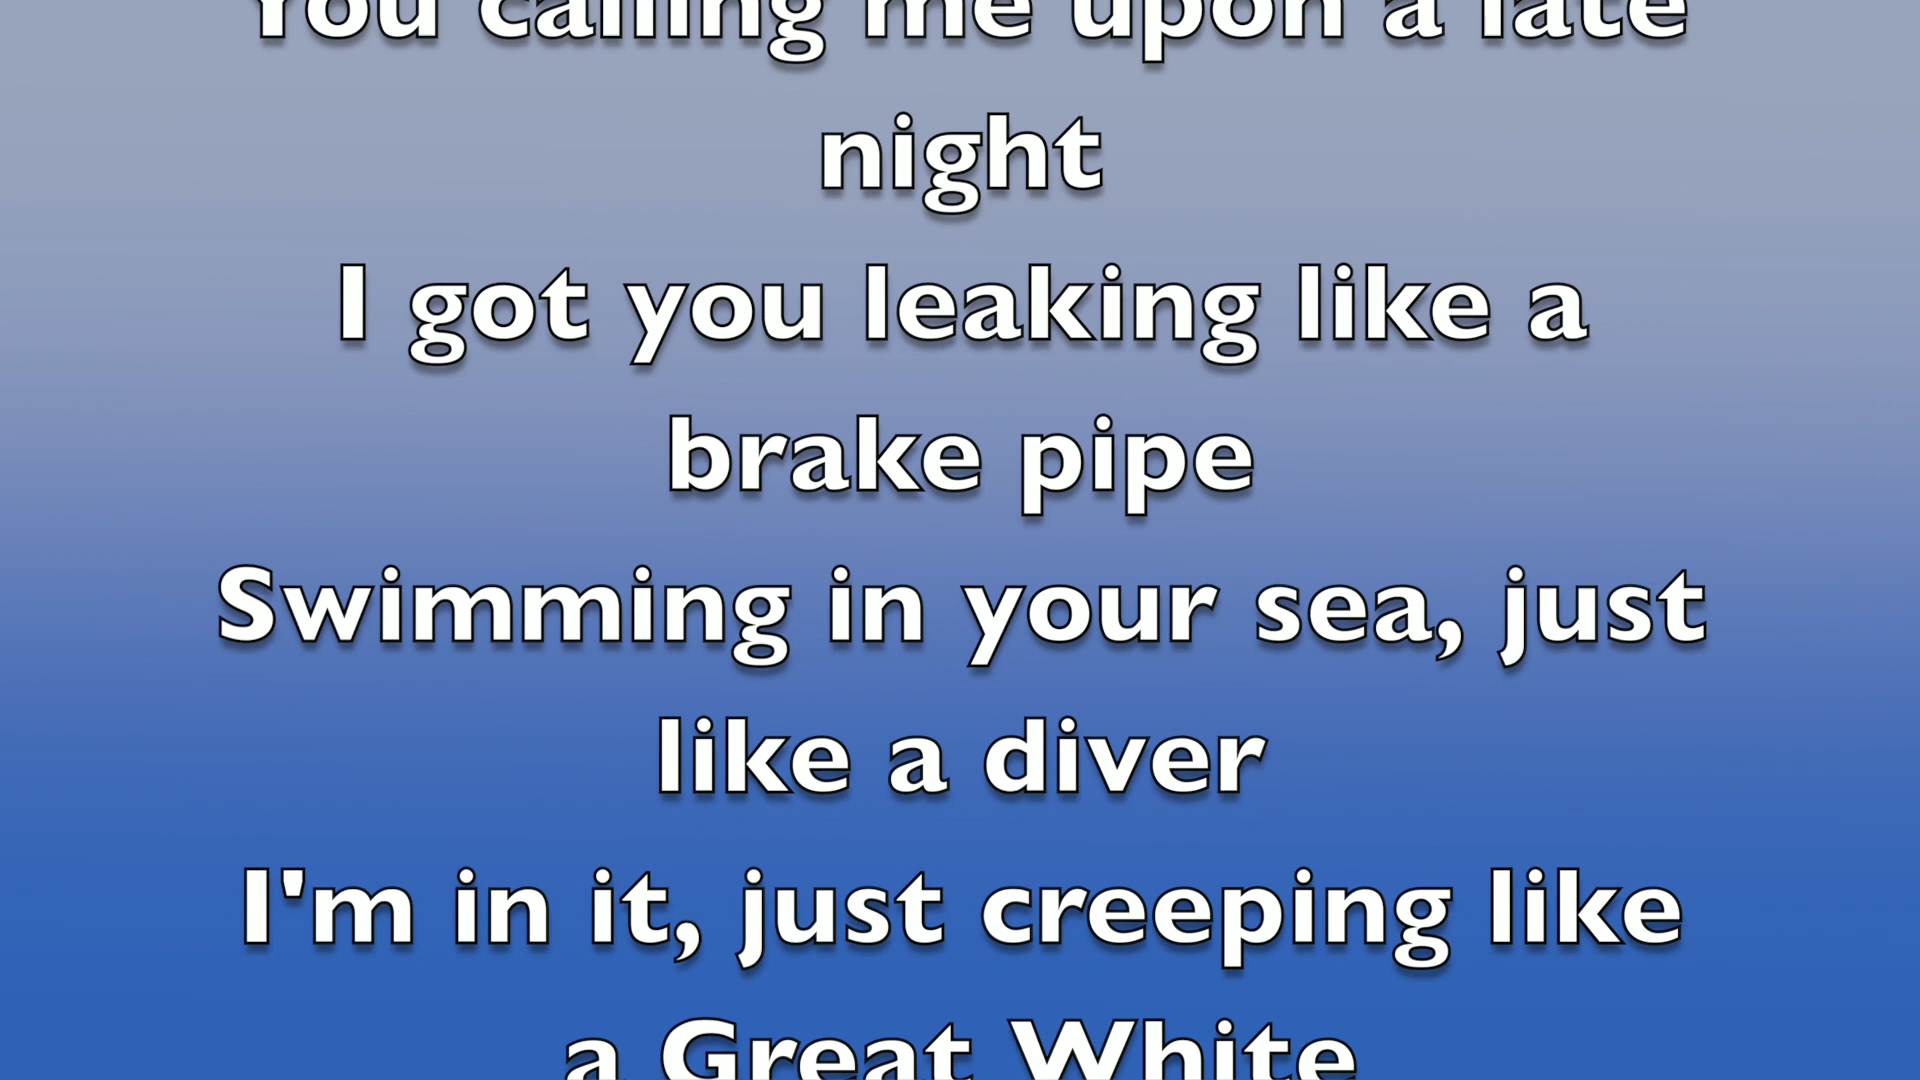 You calling me upon a late
night
I got you leaking like a
brake pipe
Swimming in your sea, just
like a diver
I'm in it, just creeping like
a Great White